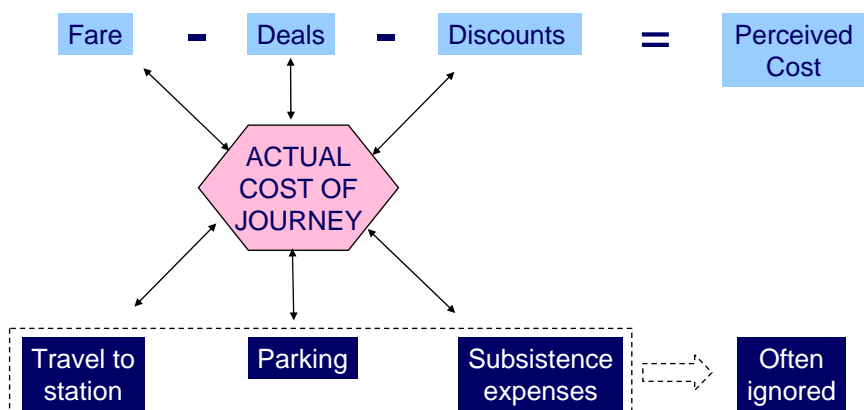 Fare - Deals - Discounts = Perceived
Cost
ACTUAL
COST OF
JOURNEY
Travel to
station
Parking
Subsistence
expenses
Often
ignored